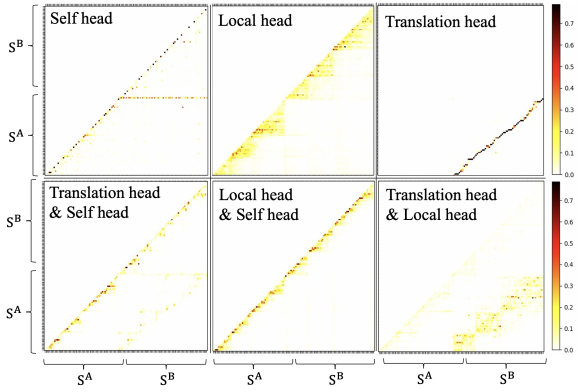 Self head
Local head
Translation head
S^B
S^A
0.7
0.6
0.5
0.4
0.3
0.2
0.1
0.0
Translation head
& Self head
Local head
& Self head
Translation head
& Local head
S^B
S^A
0.7
0.6
0.5
0.4
0.3
0.2
0.1
0.0
S^A
S^B
S^A
S^B
S^A
S^B